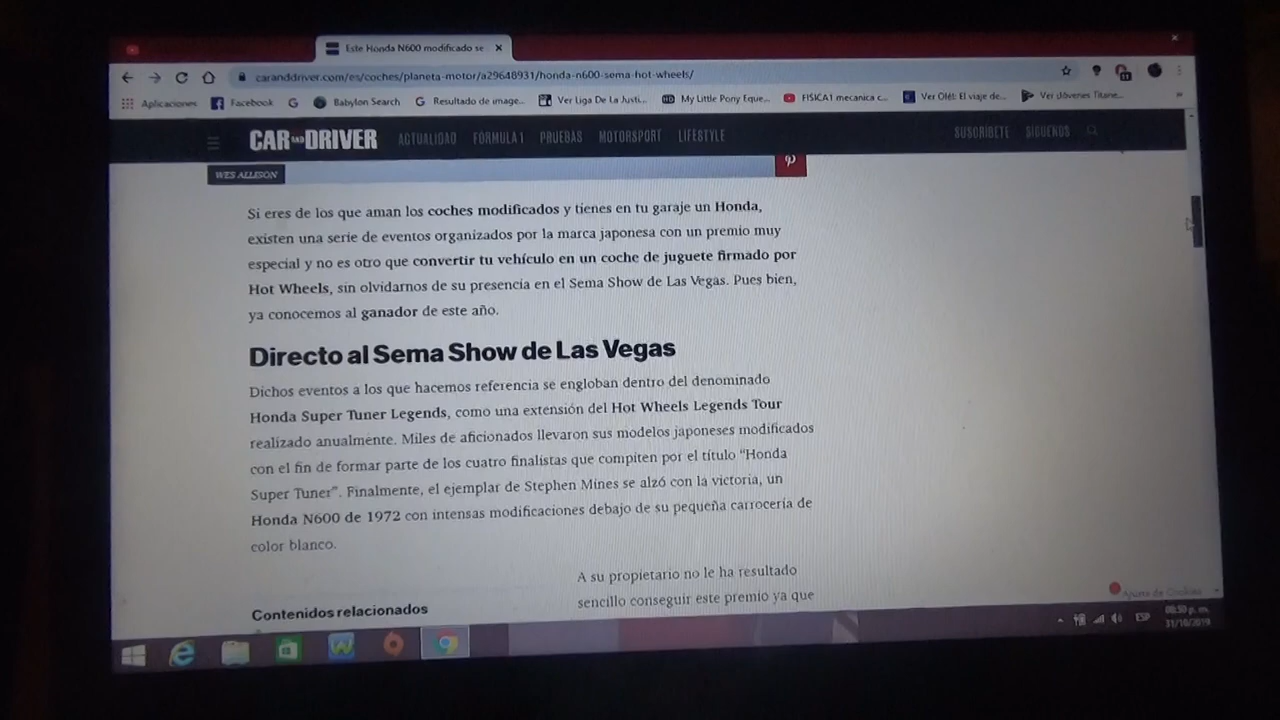 Este Honda N600 modificado se
caranddriver.com/es/coches/planeta-motor/a29648931/honda-n600-sema-hot-wheels/
Aplicaciones Facebook Babylon Search Resultado de image... Ver Liga De La Justi... My Little Pony Eque... FISICA1 mecanica c... Ver Olé!: El viaje de... Ver Jóvenes Titane...
CAR AND DRIVER ACTUALIDAD FÓRMULA 1 PRUEBAS MOTORSPORT LIFESTYLE SUSCRÍBETE SÍGUENOS
WES ALLISON
Si eres de los que aman los coches modificados y tienes en tu garaje un Honda,
existen una serie de eventos organizados por la marca japonesa con un premio muy
especial y no es otro que convertir tu vehículo en un coche de juguete firmado por
Hot Wheels, sin olvidarnos de su presencia en el Sema Show de Las Vegas. Pues bien,
ya conocemos al ganador de este año.
Directo al Sema Show de Las Vegas
Dichos eventos a los que hacemos referencia se engloban dentro del denominado
Honda Super Tuner Legends, como una extensión del Hot Wheels Legends Tour
realizado anualmente. Miles de aficionados llevaron sus modelos japoneses modificados
con el fin de formar parte de los cuatro finalistas que compiten por el título “Honda
Super Tuner”. Finalmente, el ejemplar de Stephen Mines se alzó con la victoria, un
Honda N600 de 1972 con intensas modificaciones debajo de su pequeña carrocería de
color blanco.
A su propietario no le ha resultado
sencillo conseguir este premio ya que
Contenidos relacionados
Ajuste de Cookies
ESP
08:50 p. m.
31/10/2019